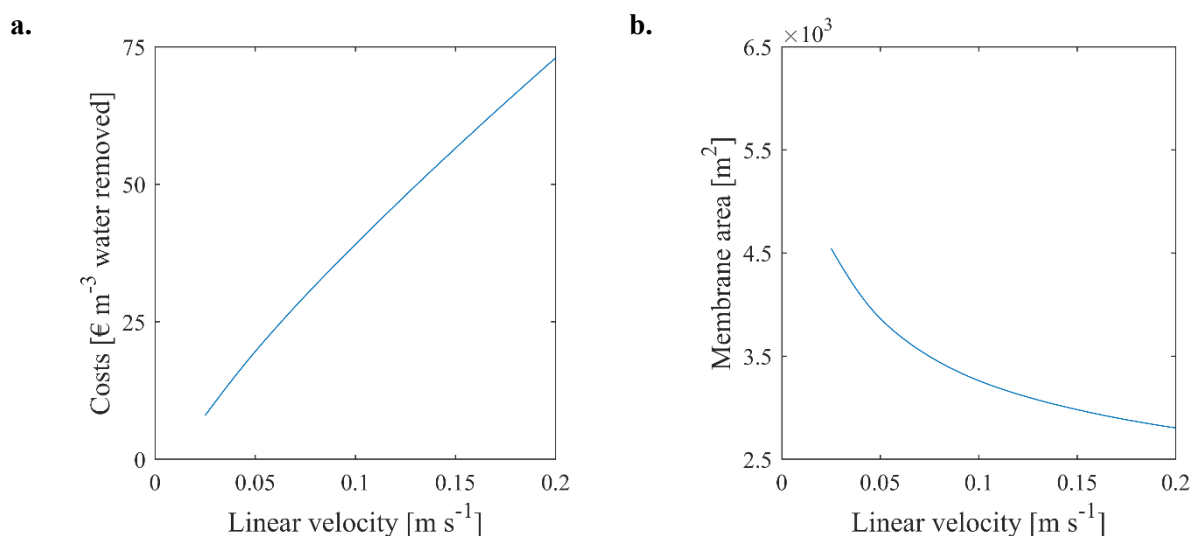 a.
75
50
25
0
Costs [€ m⁻³ water removed]
0 0.05 0.1 0.15 0.2
Linear velocity [m s⁻¹]
b.
×10³
6.5
5.5
4.5
3.5
2.5
Membrane area [m²]
0 0.05 0.1 0.15 0.2
Linear velocity [m s⁻¹]